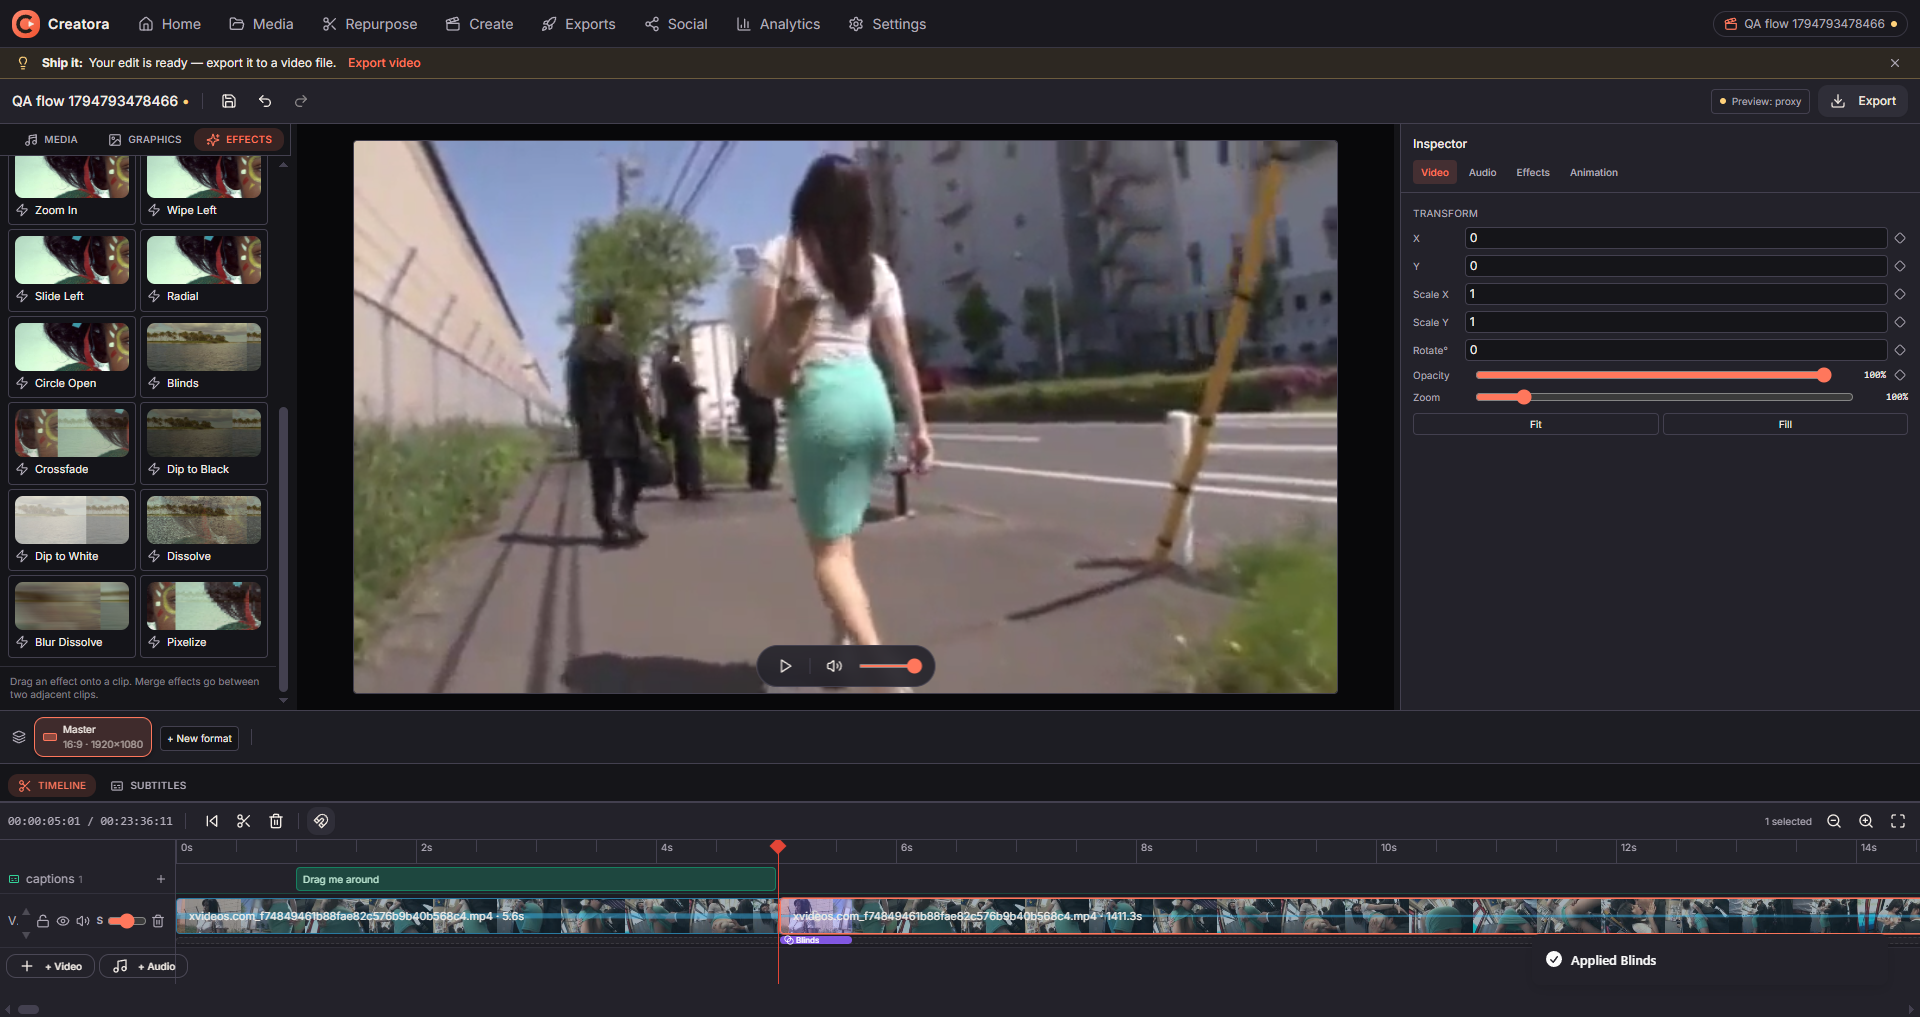 Creatora
Home
Media
Repurpose
Create
Exports
Social
Analytics
Settings
QA flow 1794793478466
Ship it: Your edit is ready — export it to a video file. Export video
QA flow 1794793478466
Preview: proxy
Export
MEDIA
GRAPHICS
EFFECTS
Zoom In
Wipe Left
Slide Left
Radial
Circle Open
Blinds
Crossfade
Dip to Black
Dip to White
Dissolve
Blur Dissolve
Pixelize
Drag an effect onto a clip. Merge effects go between
two adjacent clips.
Inspector
Video
Audio
Effects
Animation
TRANSFORM
X 0
Y 0
Scale X 1
Scale Y 1
Rotate° 0
Opacity 100%
Zoom 100%
Fit
Fill
Master
16:9 · 1920×1080
+ New format
TIMELINE
SUBTITLES
00:00:05:01 / 00:23:36:11
1 selected
0s
2s
4s
6s
8s
10s
12s
14s
captions 1
Drag me around
V.
S
xvideos.com_f74849461b88fae82c576b9b40b568c4.mp4 · 5.6s
xvideos.com_f74849461b88fae82c576b9b40b568c4.mp4 · 1411.3s
Blinds
+ Video
+ Audio
Applied Blinds